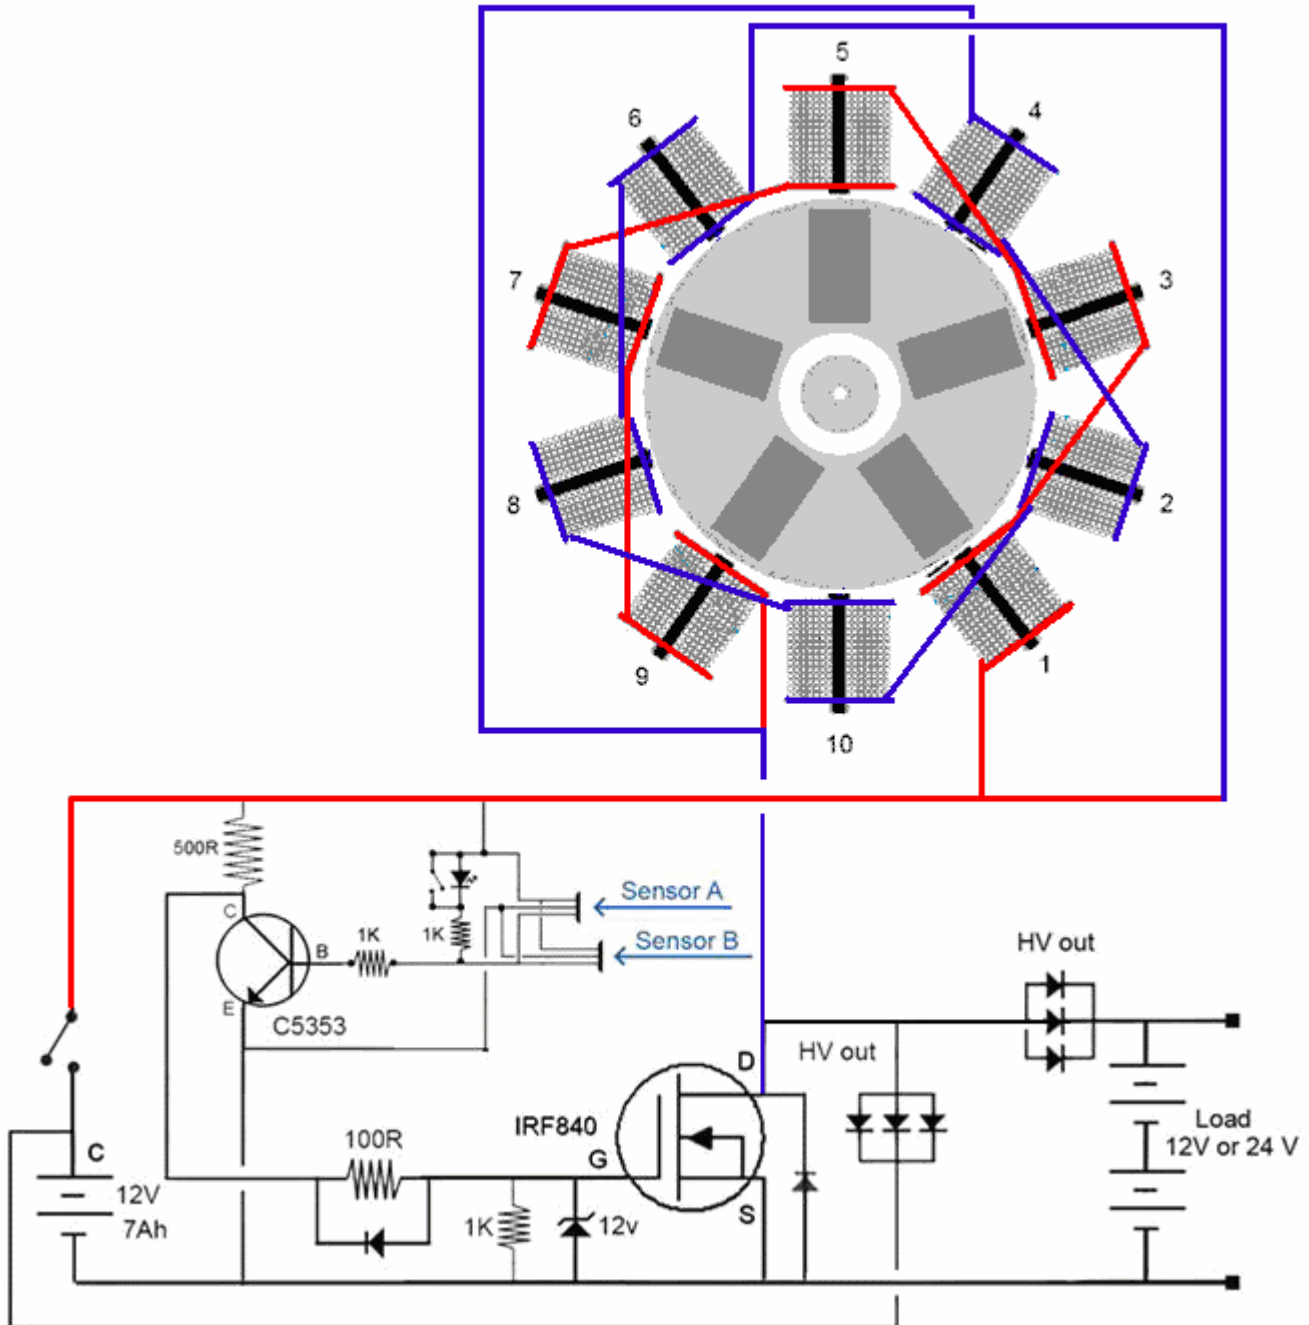 5
4
6
3
7
2
8
1
9
10
500R
C
Sensor A
1K
1K
B
Sensor B
HV out
E
C5353
HV out
D
IRF840
100R
Load
C
G
12V or 24 V
12V
7Ah
S
1K
12v